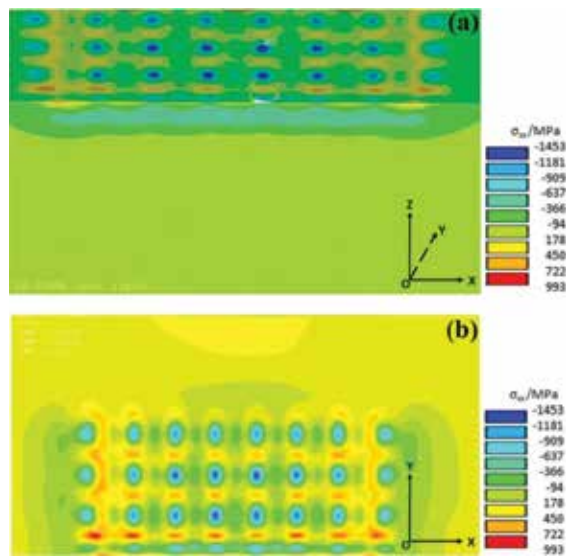 (a)
σxx/MPa
-1453
-1181
-909
-637
-366
-94
178
450
722
993
Z
Y
O
X
(b)
σxx/MPa
-1453
-1181
-909
-637
-366
-94
178
450
722
993
Y
O
X